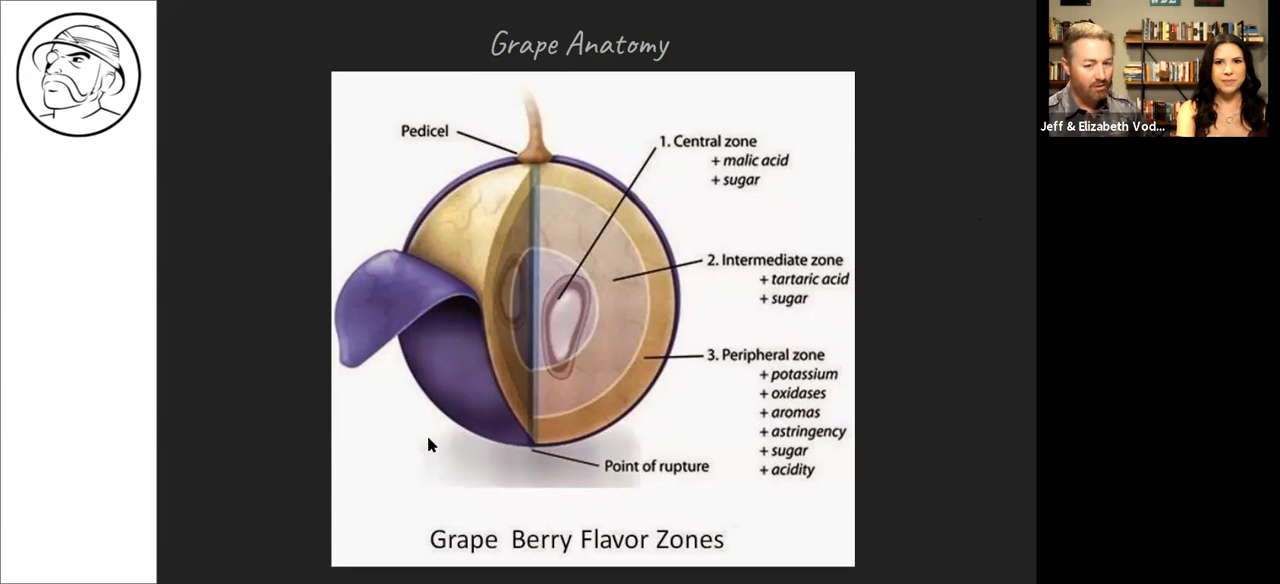 Grape Anatomy
Pedicel
1. Central zone
+ malic acid
+ sugar
2. Intermediate zone
+ tartaric acid
+ sugar
3. Peripheral zone
+ potassium
+ oxidases
+ aromas
+ astringency
+ sugar
+ acidity
Point of rupture
Grape Berry Flavor Zones
Jeff & Elizabeth Vod...